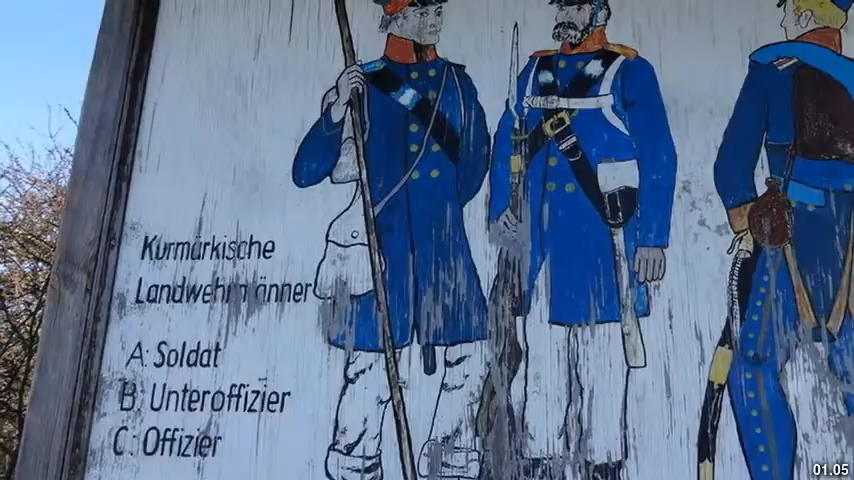 Kurmärkische
Landwehrmänner
A: Soldat
B: Unteroffizier
C: Offizier
01.05